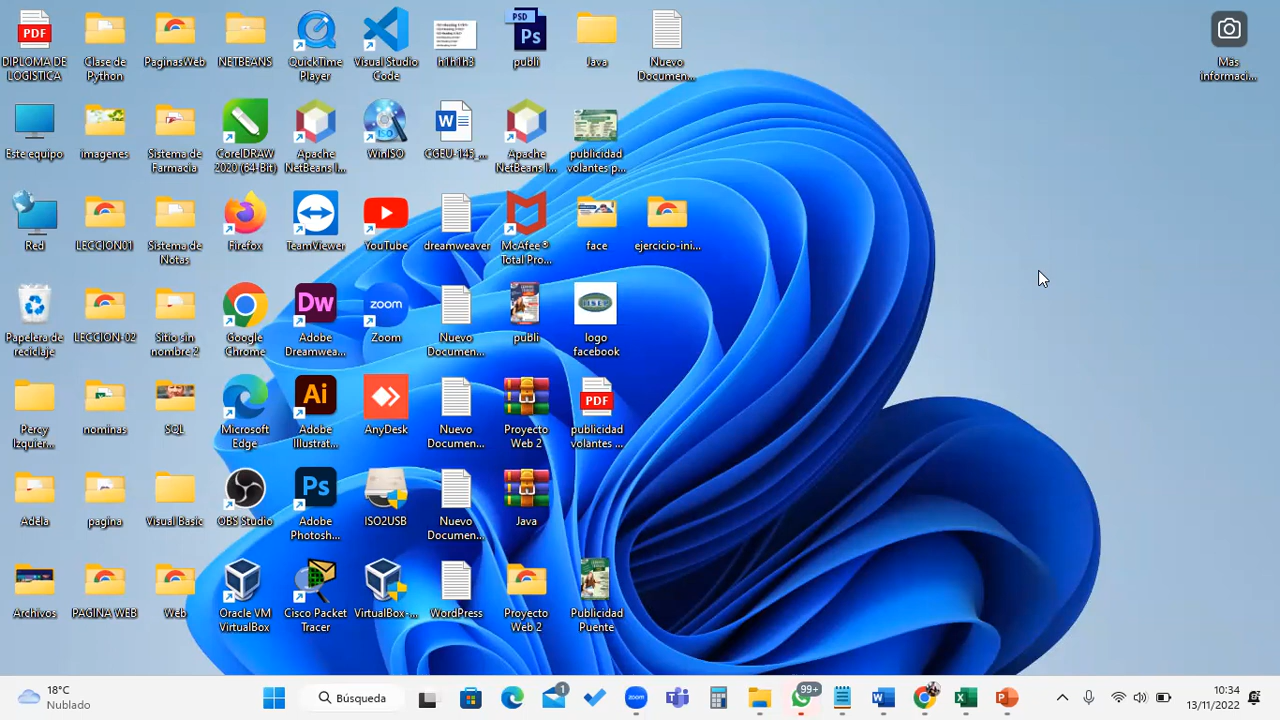 DIPLOMA DE
LOGISTICA
Clase de
Python
PaginasWeb
NETBEANS
QuickTime
Player
Visual Studio
Code
h1h1h3
publi
Java
Nuevo
Documen...
Mas
informaci...
Este equipo
imagenes
Sistema de
Farmacia
CorelDRAW
2020 (64-Bit)
Apache
NetBeans I...
WinISO
CGEU-145_...
Apache
NetBeans I...
publicidad
volantes p...
Red
LECCION01
Sistema de
Notas
Firefox
TeamViewer
YouTube
dreamweaver
McAfee®
Total Pro...
face
ejercicio-ini...
Papelera de
reciclaje
LECCION-02
Sitio sin
nombre 2
Google
Chrome
Adobe
Dreamwea...
Zoom
Nuevo
Documen...
publi
logo
facebook
Percy
Izquier...
nominas
SQL
Microsoft
Edge
Adobe
Illustrat...
AnyDesk
Nuevo
Documen...
Proyecto
Web 2
publicidad
volantes ...
Adela
pagina
Visual Basic
OBS Studio
Adobe
Photosh...
ISO2USB
Nuevo
Documen...
Java
Archivos
PAGINA WEB
Web
Oracle VM
VirtualBox
Cisco Packet
Tracer
VirtualBox-...
WordPress
Proyecto
Web 2
Publicidad
Puente
PDF
PSD
Ps
W
ISO
Dw
zoom
Ai
PDF
Ps
18°C
Nublado
Búsqueda
1
zoom
99+
W
X
P
10:34
13/11/2022